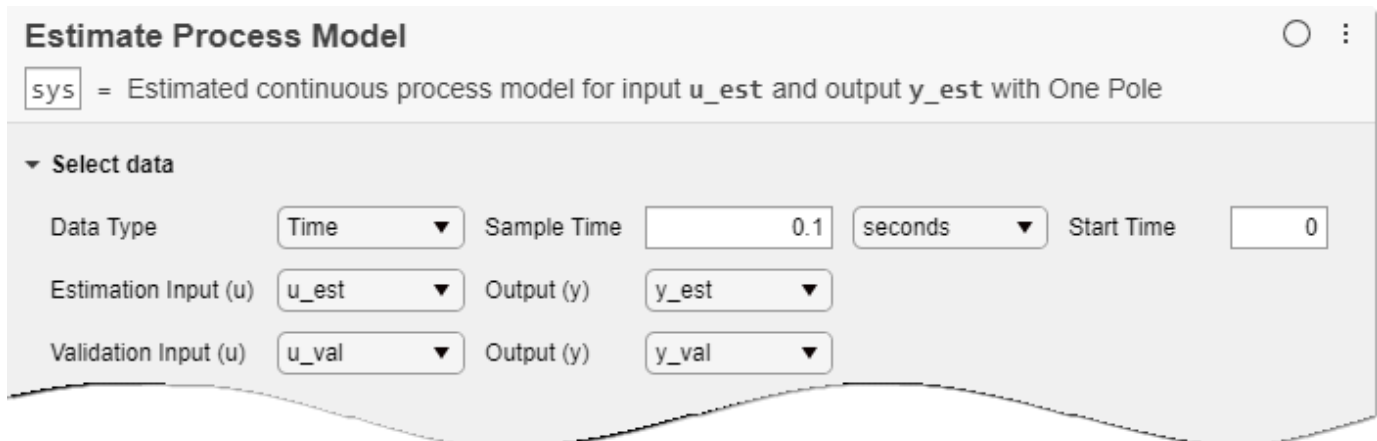 Estimate Process Model
sys = Estimated continuous process model for input u_est and output y_est with One Pole
Select data
Data Type Time Sample Time 0.1 seconds Start Time 0
Estimation Input (u) u_est Output (y) y_est
Validation Input (u) u_val Output (y) y_val